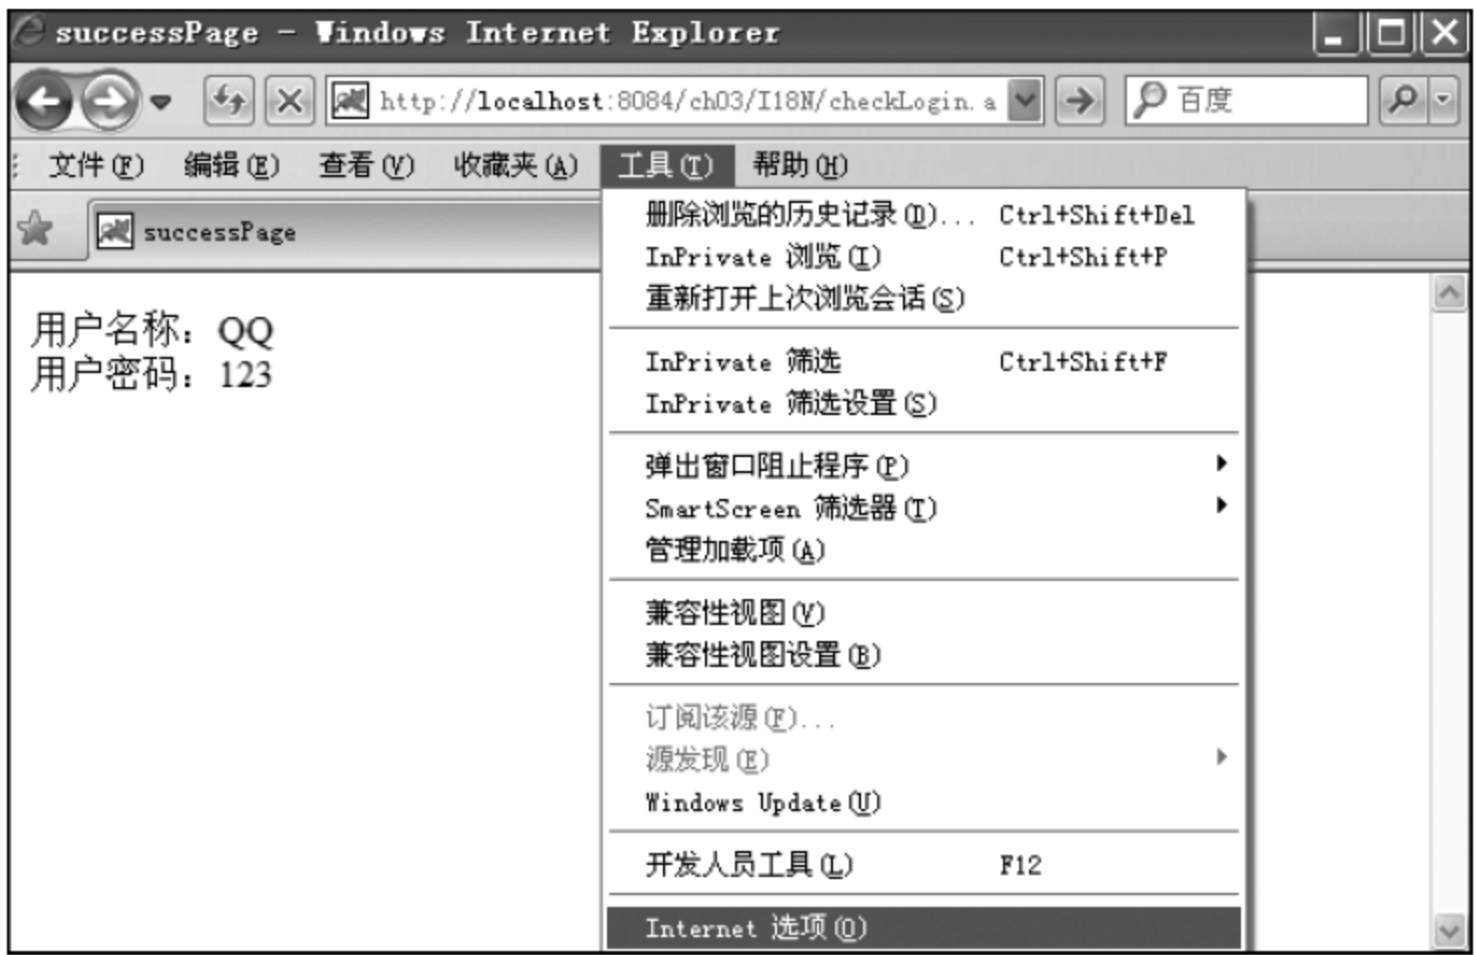 successPage - Windows Internet Explorer
http://localhost:8084/ch03/I18N/checkLogin.a 百度
文件(F) 编辑(E) 查看(V) 收藏夹(A) 工具(T) 帮助(H)
successPage
用户名称：QQ
用户密码：123
删除浏览的历史记录(D)... Ctrl+Shift+Del
InPrivate 浏览(I) Ctrl+Shift+P
重新打开上次浏览会话(S)
InPrivate 筛选 Ctrl+Shift+F
InPrivate 筛选设置(S)
弹出窗口阻止程序(P)
SmartScreen 筛选器(T)
管理加载项(A)
兼容性视图(V)
兼容性视图设置(B)
订阅该源(F)...
源发现(E)
Windows Update(U)
开发人员工具(L) F12
Internet 选项(O)